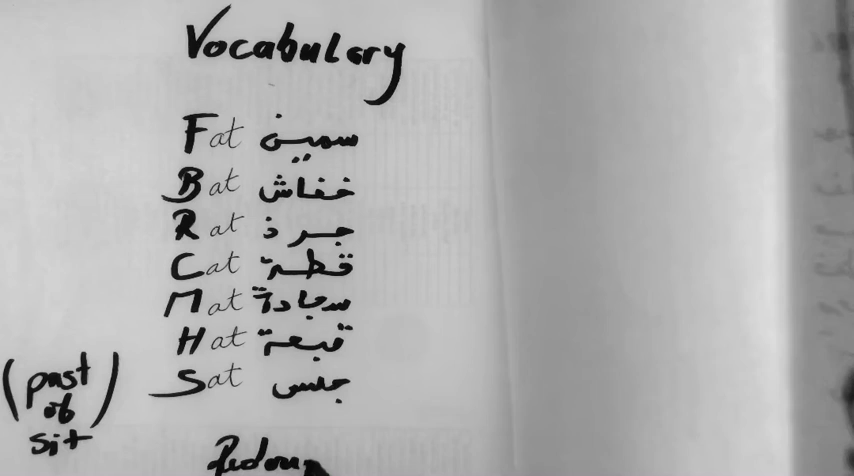 Vocabulary
Fat سمين
Bat خفاش
Rat جرذ
Cat قطة
Mat سجادة
Hat قبعة
Sat جلس
(past
of
sit)